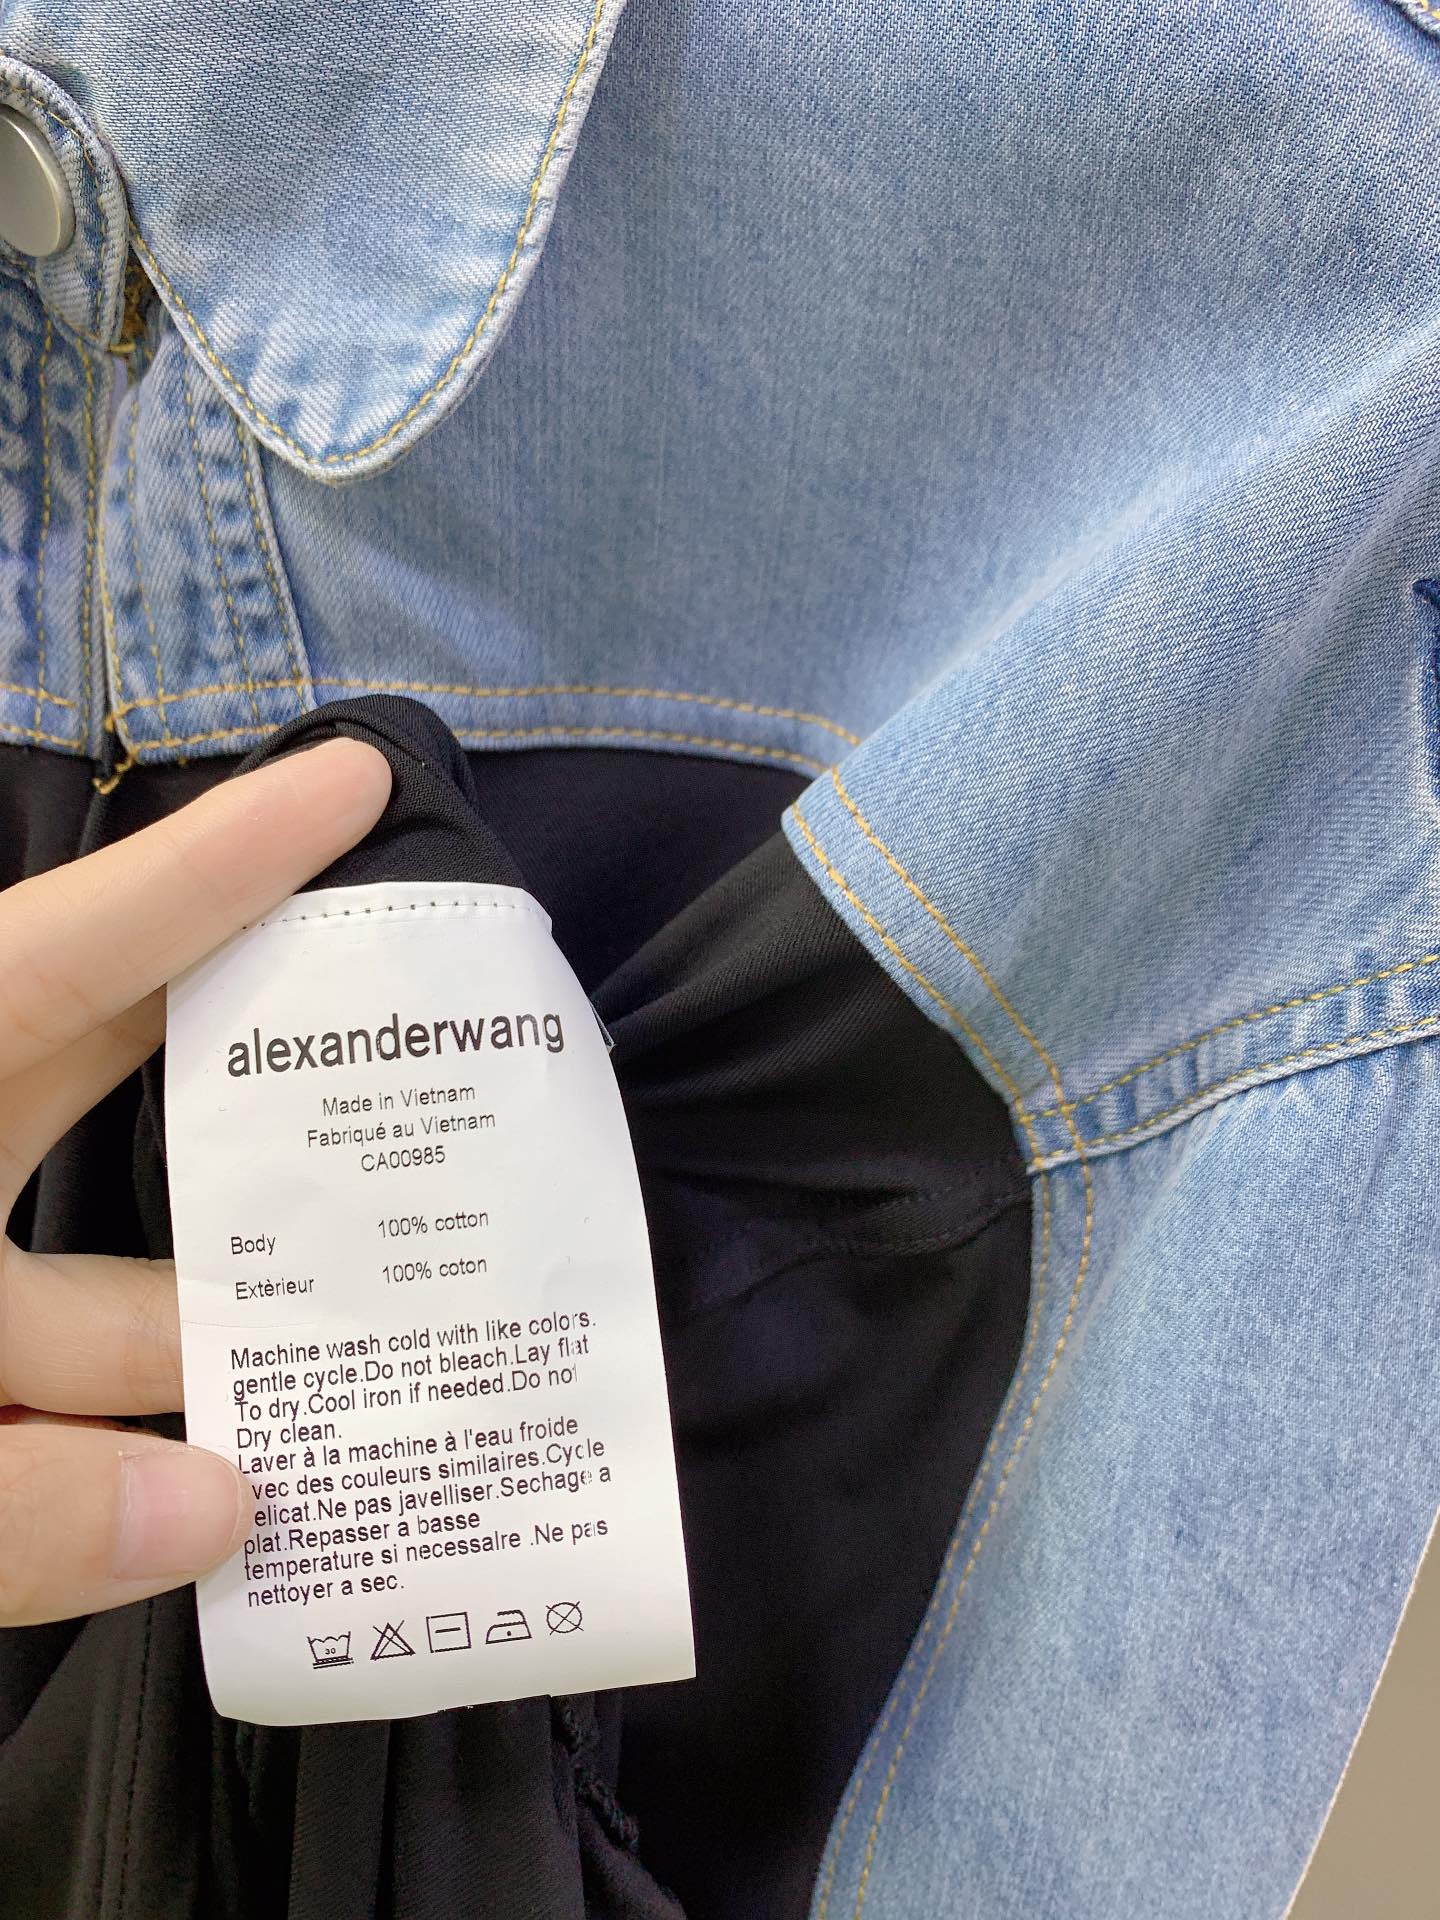 alexanderwang
Made in Vietnam
Fabriqué au Vietnam
CA00985
Body 100% cotton
Extèrieur 100% coton
Machine wash cold with like colors.
gentle cycle.Do not bleach.Lay flat
To dry.Cool iron if needed.Do not
Dry clean.
Laver à la machine à l'eau froide
vec des couleurs similaires.Cycle
elicat.Ne pas javelliser.Sechage a
plat.Repasser a basse
temperature si necessalre .Ne pas
nettoyer a sec.
30